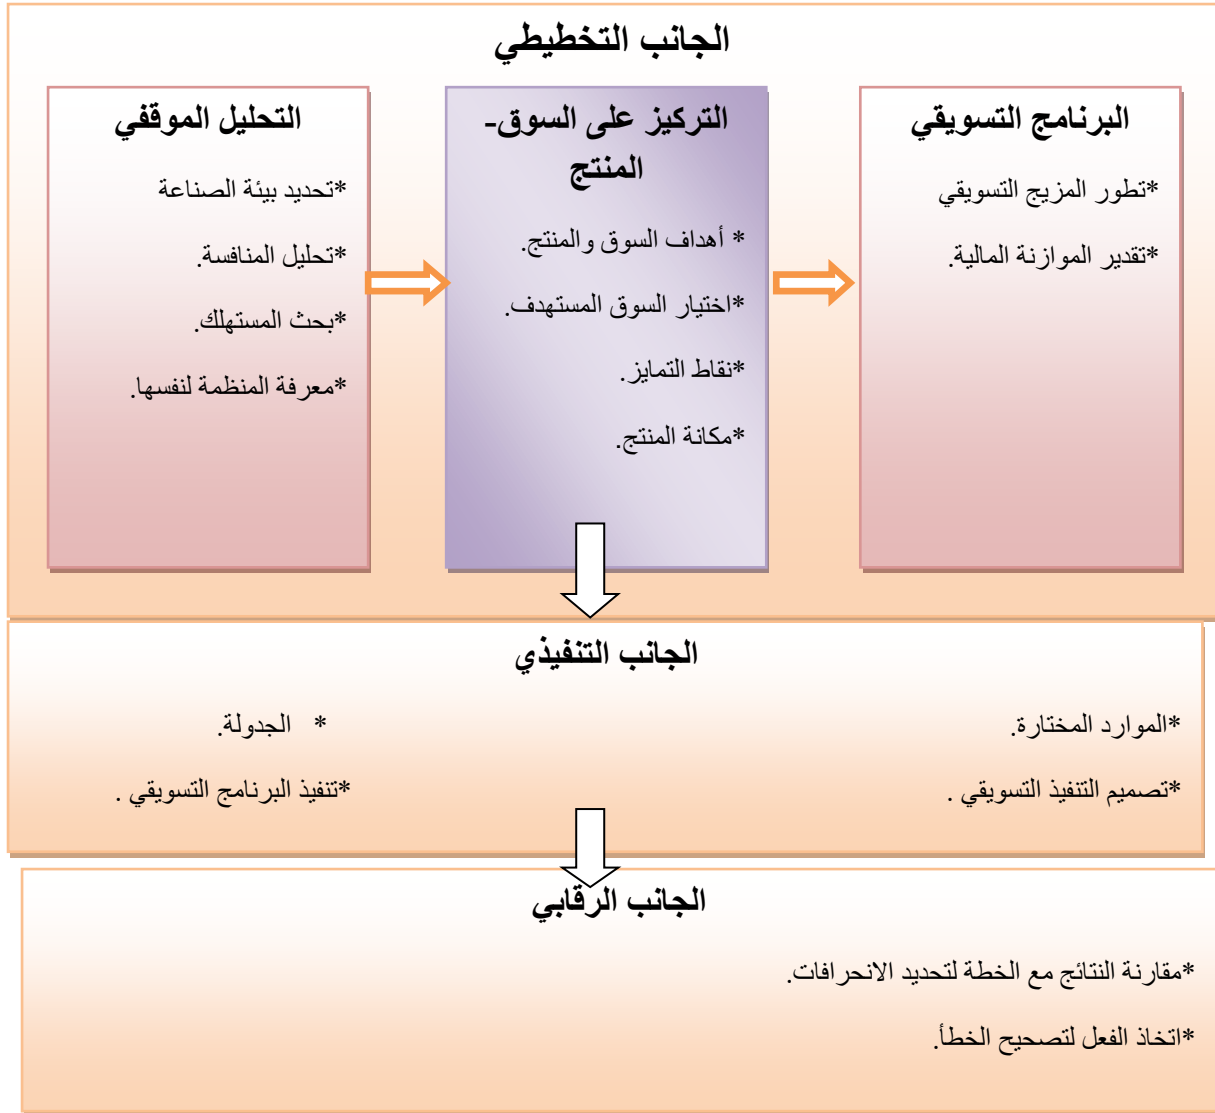 الجانب التخطيطي
التحليل الموقفي
*تحديد بيئة الصناعة
*تحليل المنافسة.
*بحث المستهلك.
*معرفة المنظمة لنفسها.
التركيز على السوق-
المنتج
* أهداف السوق والمنتج.
*اختيار السوق المستهدف.
*نقاط التمايز.
*مكانة المنتج.
البرنامج التسويقي
*تطور المزيج التسويقي
*تقدير الموازنة المالية.
الجانب التنفيذي
*الموارد المختارة.
* الجدولة.
*تصميم التنفيذ التسويقي .
*تنفيذ البرنامج التسويقي .
الجانب الرقابي
*مقارنة النتائج مع الخطة لتحديد الانحرافات.
*اتخاذ الفعل لتصحيح الخطأ.